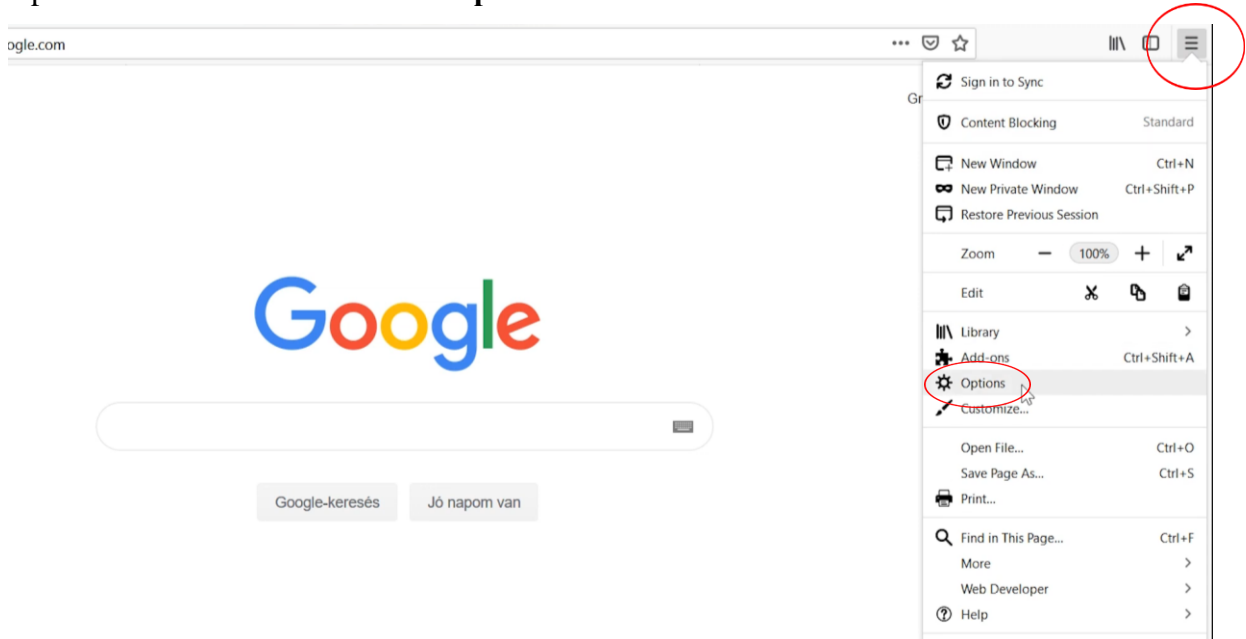 ogle.com
Sign in to Sync
Gr
Content Blocking Standard
New Window Ctrl+N
New Private Window Ctrl+Shift+P
Restore Previous Session
Zoom − 100% +
Edit
Google
Library >
Add-ons Ctrl+Shift+A
Options
Customize...
Open File... Ctrl+O
Save Page As... Ctrl+S
Google-keresés Jó napom van
Print...
Find in This Page... Ctrl+F
More >
Web Developer >
Help >